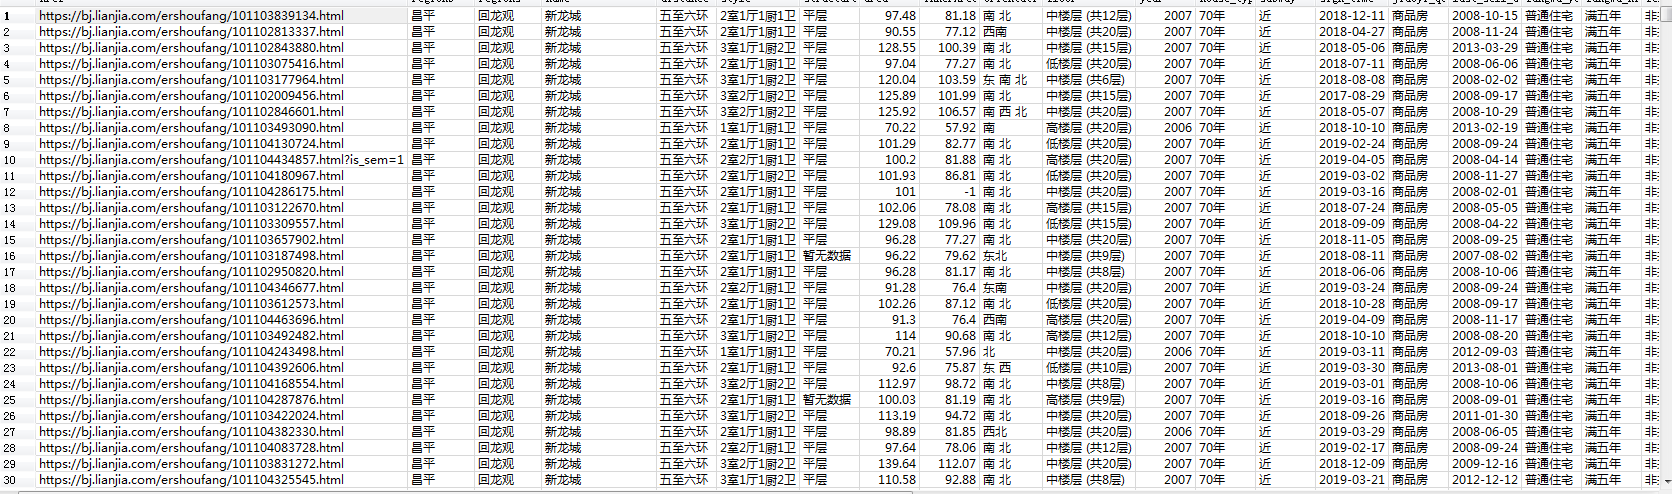 1 https://bj.lianjia.com/ershoufang/101103839134.html 昌平 回龙观 新龙城 五至六环 2室1厅1厨1卫 平层 97.48 81.18 南 北 中楼层 (共12层) 2007 70年 近 2018-12-11 商品房 2008-10-15 普通住宅 满五年 非
2 https://bj.lianjia.com/ershoufang/101102813337.html 昌平 回龙观 新龙城 五至六环 2室1厅1厨1卫 平层 90.55 77.12 西南 中楼层 (共20层) 2007 70年 近 2018-04-27 商品房 2008-11-24 普通住宅 满五年 非
3 https://bj.lianjia.com/ershoufang/101102843880.html 昌平 回龙观 新龙城 五至六环 3室1厅1厨2卫 平层 128.55 100.39 南 北 中楼层 (共15层) 2007 70年 近 2018-05-06 商品房 2013-03-29 普通住宅 满五年 非
4 https://bj.lianjia.com/ershoufang/101103075416.html 昌平 回龙观 新龙城 五至六环 2室1厅1厨1卫 平层 97.04 77.27 南 北 低楼层 (共20层) 2007 70年 近 2018-07-11 商品房 2008-06-06 普通住宅 满五年 非
5 https://bj.lianjia.com/ershoufang/101103177964.html 昌平 回龙观 新龙城 五至六环 3室1厅1厨2卫 平层 120.04 103.59 东 南 北 中楼层 (共6层) 2007 70年 近 2018-08-08 商品房 2008-02-02 普通住宅 满五年 非
6 https://bj.lianjia.com/ershoufang/101102009456.html 昌平 回龙观 新龙城 五至六环 3室2厅1厨2卫 平层 125.89 101.99 南 北 中楼层 (共15层) 2007 70年 近 2017-08-29 商品房 2008-09-17 普通住宅 满五年 非
7 https://bj.lianjia.com/ershoufang/101102846601.html 昌平 回龙观 新龙城 五至六环 3室2厅1厨2卫 平层 125.92 106.57 南 西 北 中楼层 (共20层) 2007 70年 近 2018-05-07 商品房 2008-10-29 普通住宅 满五年 非
8 https://bj.lianjia.com/ershoufang/101103493090.html 昌平 回龙观 新龙城 五至六环 1室1厅1厨1卫 平层 70.22 57.92 南 高楼层 (共20层) 2006 70年 近 2018-10-10 商品房 2013-02-19 普通住宅 满五年 非
9 https://bj.lianjia.com/ershoufang/101104130724.html 昌平 回龙观 新龙城 五至六环 2室1厅1厨1卫 平层 101.29 82.77 南 北 低楼层 (共20层) 2007 70年 近 2019-02-24 商品房 2008-09-24 普通住宅 满五年 非
10 https://bj.lianjia.com/ershoufang/101104434857.html?is_sem=1 昌平 回龙观 新龙城 五至六环 2室2厅1厨1卫 平层 100.2 81.88 南 北 高楼层 (共20层) 2007 70年 近 2019-04-05 商品房 2008-04-14 普通住宅 满五年 非
11 https://bj.lianjia.com/ershoufang/101104180967.html 昌平 回龙观 新龙城 五至六环 2室1厅1厨1卫 平层 101.93 86.81 南 北 低楼层 (共20层) 2007 70年 近 2019-03-02 商品房 2008-11-27 普通住宅 满五年 非
12 https://bj.lianjia.com/ershoufang/101104286175.html 昌平 回龙观 新龙城 五至六环 2室1厅1厨1卫 平层 101 -1 南 北 中楼层 (共20层) 2007 70年 近 2019-03-16 商品房 2008-02-01 普通住宅 满五年 非
13 https://bj.lianjia.com/ershoufang/101103122670.html 昌平 回龙观 新龙城 五至六环 2室1厅1厨1卫 平层 102.06 78.08 南 北 高楼层 (共15层) 2007 70年 近 2018-07-24 商品房 2008-05-05 普通住宅 满五年 非
14 https://bj.lianjia.com/ershoufang/101103309557.html 昌平 回龙观 新龙城 五至六环 3室1厅1厨2卫 平层 129.08 109.96 南 北 低楼层 (共15层) 2007 70年 近 2018-09-09 商品房 2008-04-22 普通住宅 满五年 非
15 https://bj.lianjia.com/ershoufang/101103657902.html 昌平 回龙观 新龙城 五至六环 2室1厅1厨1卫 平层 96.28 77.27 南 北 中楼层 (共20层) 2007 70年 近 2018-11-05 商品房 2008-09-25 普通住宅 满五年 非
16 https://bj.lianjia.com/ershoufang/101103187498.html 昌平 回龙观 新龙城 五至六环 2室1厅1厨1卫 暂无数据 96.22 79.62 东北 中楼层 (共9层) 2007 70年 近 2018-08-11 商品房 2007-08-02 普通住宅 满五年 非
17 https://bj.lianjia.com/ershoufang/101102950820.html 昌平 回龙观 新龙城 五至六环 2室1厅1厨1卫 平层 96.28 81.17 南 北 中楼层 (共8层) 2007 70年 近 2018-06-06 商品房 2008-10-06 普通住宅 满五年 非
18 https://bj.lianjia.com/ershoufang/101104346677.html 昌平 回龙观 新龙城 五至六环 2室2厅1厨1卫 平层 91.28 76.4 东南 中楼层 (共20层) 2007 70年 近 2019-03-24 商品房 2008-09-24 普通住宅 满五年 非
19 https://bj.lianjia.com/ershoufang/101103612573.html 昌平 回龙观 新龙城 五至六环 2室1厅1厨1卫 平层 102.26 87.12 南 北 低楼层 (共20层) 2007 70年 近 2018-10-28 商品房 2008-09-17 普通住宅 满五年 非
20 https://bj.lianjia.com/ershoufang/101104463696.html 昌平 回龙观 新龙城 五至六环 2室1厅1厨1卫 平层 91.3 76.4 西南 高楼层 (共20层) 2007 70年 近 2019-04-09 商品房 2008-11-17 普通住宅 满五年 非
21 https://bj.lianjia.com/ershoufang/101103492482.html 昌平 回龙观 新龙城 五至六环 3室1厅1厨2卫 平层 114 90.68 南 北 高楼层 (共12层) 2007 70年 近 2018-10-10 商品房 2008-08-20 普通住宅 满五年 非
22 https://bj.lianjia.com/ershoufang/101104243498.html 昌平 回龙观 新龙城 五至六环 1室1厅1厨1卫 平层 70.21 57.96 北 中楼层 (共20层) 2006 70年 近 2019-03-11 商品房 2012-09-03 普通住宅 满五年 非
23 https://bj.lianjia.com/ershoufang/101104392606.html 昌平 回龙观 新龙城 五至六环 2室1厅1厨1卫 平层 92.6 75.87 东 西 低楼层 (共10层) 2007 70年 近 2019-03-30 商品房 2013-08-01 普通住宅 满五年 非
24 https://bj.lianjia.com/ershoufang/101104168554.html 昌平 回龙观 新龙城 五至六环 3室2厅1厨1卫 平层 112.97 98.72 南 北 中楼层 (共8层) 2007 70年 近 2019-03-01 商品房 2008-10-06 普通住宅 满五年 非
25 https://bj.lianjia.com/ershoufang/101104287876.html 昌平 回龙观 新龙城 五至六环 2室1厅1厨1卫 暂无数据 100.03 81.19 南 北 高楼层 (共9层) 2007 70年 近 2019-03-16 商品房 2008-09-01 普通住宅 满五年 非
26 https://bj.lianjia.com/ershoufang/101103422024.html 昌平 回龙观 新龙城 五至六环 3室1厅1厨2卫 平层 113.19 94.72 南 北 中楼层 (共20层) 2007 70年 近 2018-09-26 商品房 2011-01-30 普通住宅 满五年 非
27 https://bj.lianjia.com/ershoufang/101104382330.html 昌平 回龙观 新龙城 五至六环 2室1厅1厨1卫 平层 98.89 81.85 西北 中楼层 (共20层) 2006 70年 近 2019-03-29 商品房 2008-06-05 普通住宅 满五年 非
28 https://bj.lianjia.com/ershoufang/101104083728.html 昌平 回龙观 新龙城 五至六环 2室1厅1厨1卫 平层 97.64 78.06 南 北 中楼层 (共12层) 2007 70年 近 2019-02-17 商品房 2008-09-24 普通住宅 满五年 非
29 https://bj.lianjia.com/ershoufang/101103831272.html 昌平 回龙观 新龙城 五至六环 3室2厅1厨2卫 平层 139.64 112.07 南 北 中楼层 (共20层) 2007 70年 近 2018-12-09 商品房 2009-12-16 普通住宅 满五年 非
30 https://bj.lianjia.com/ershoufang/101104325545.html 昌平 回龙观 新龙城 五至六环 3室1厅1厨2卫 平层 110.58 92.88 南 北 中楼层 (共8层) 2007 70年 近 2019-03-21 商品房 2012-12-12 普通住宅 满五年 非